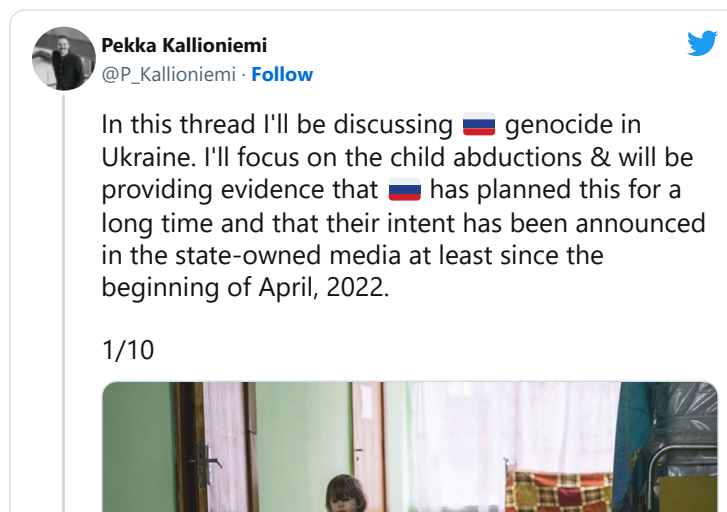 Pekka Kallioniemi
@P_Kallioniemi · Follow
In this thread I'll be discussing 🇷🇺 genocide in
Ukraine. I'll focus on the child abductions & will be
providing evidence that 🇷🇺 has planned this for a
long time and that their intent has been announced
in the state-owned media at least since the
beginning of April, 2022.
1/10